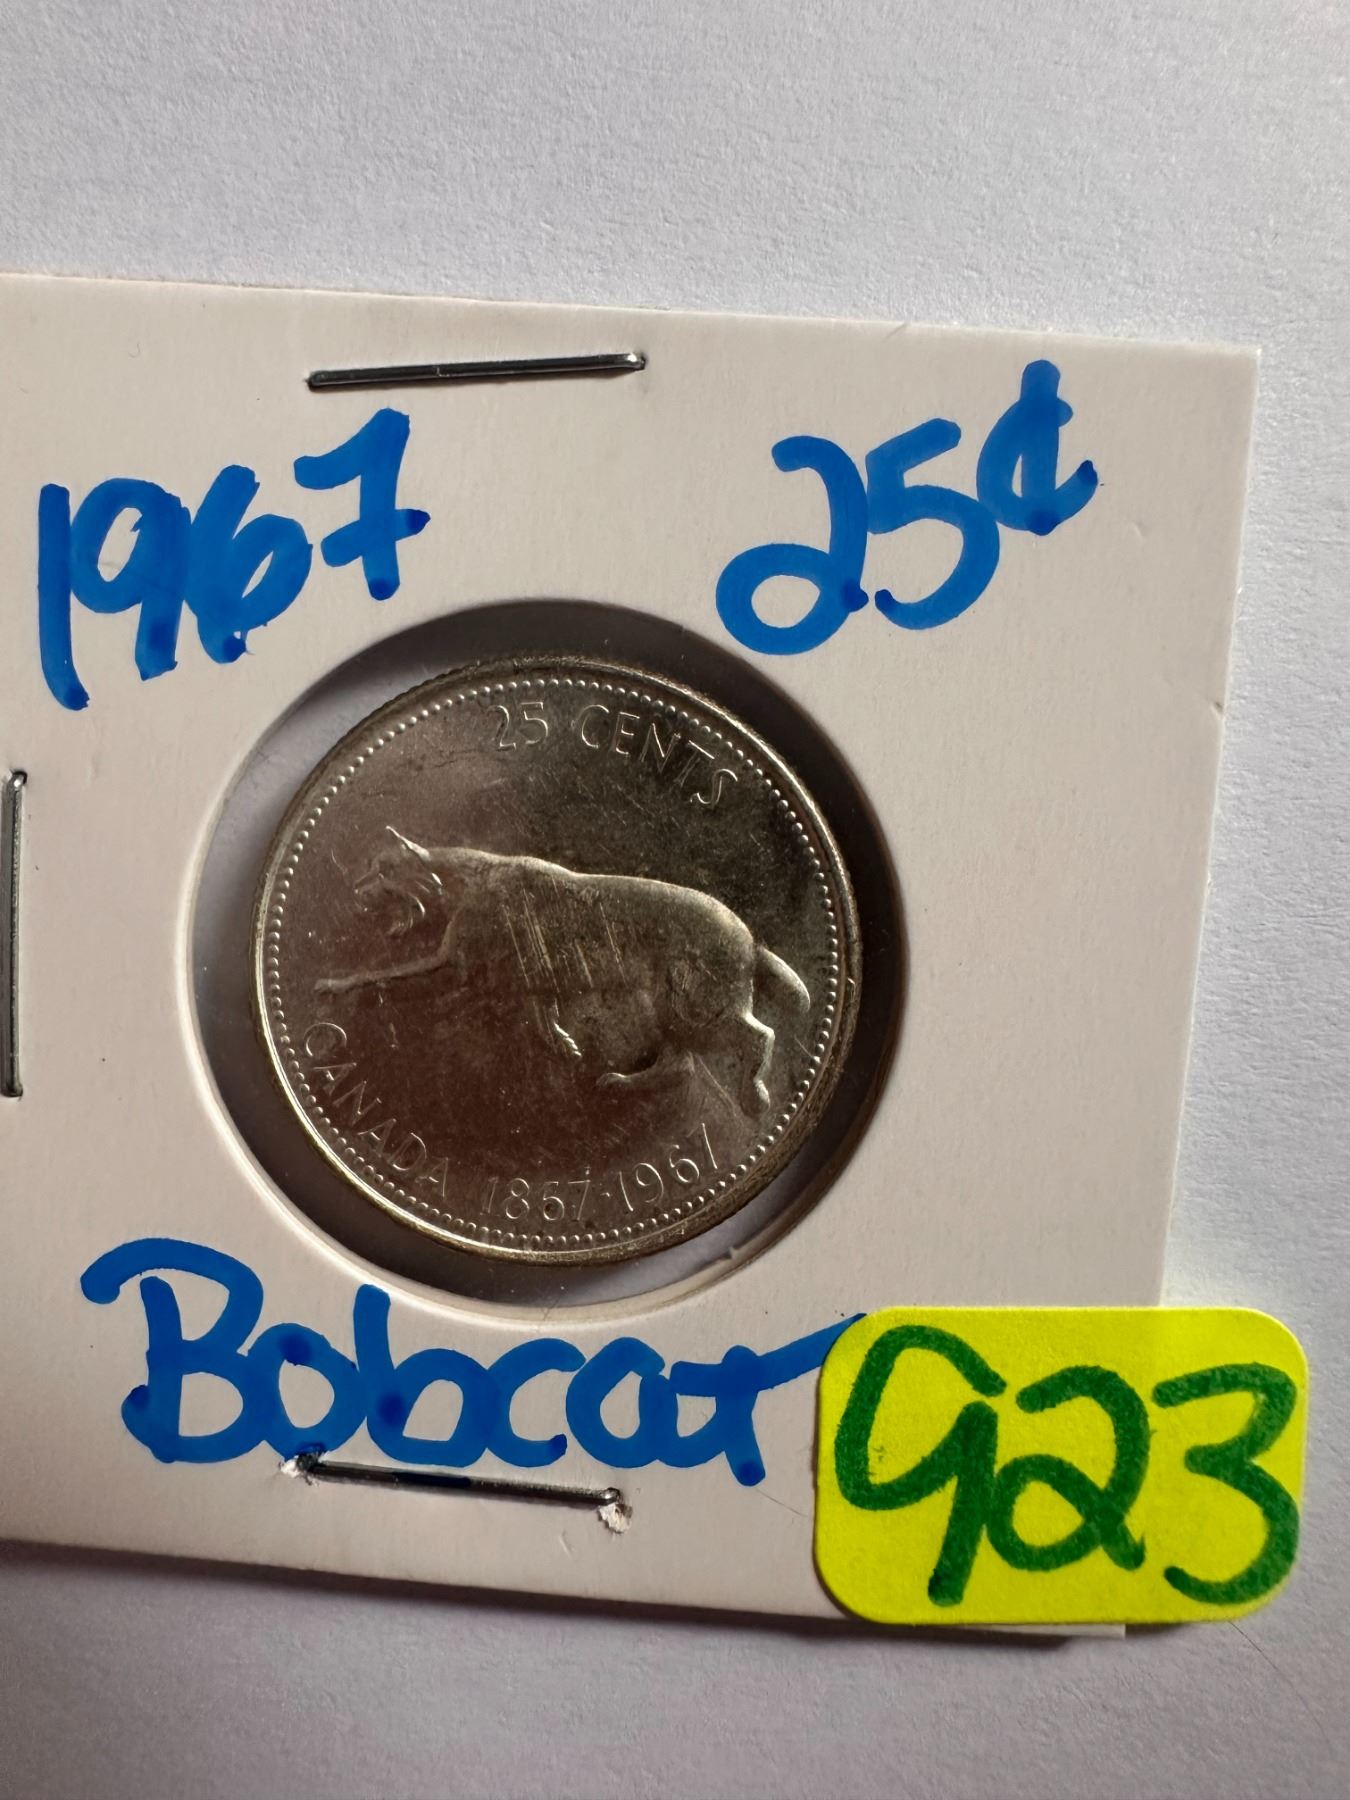 1967 25¢
25 CENTS
CANADA 1867·1967
Bobcat
923